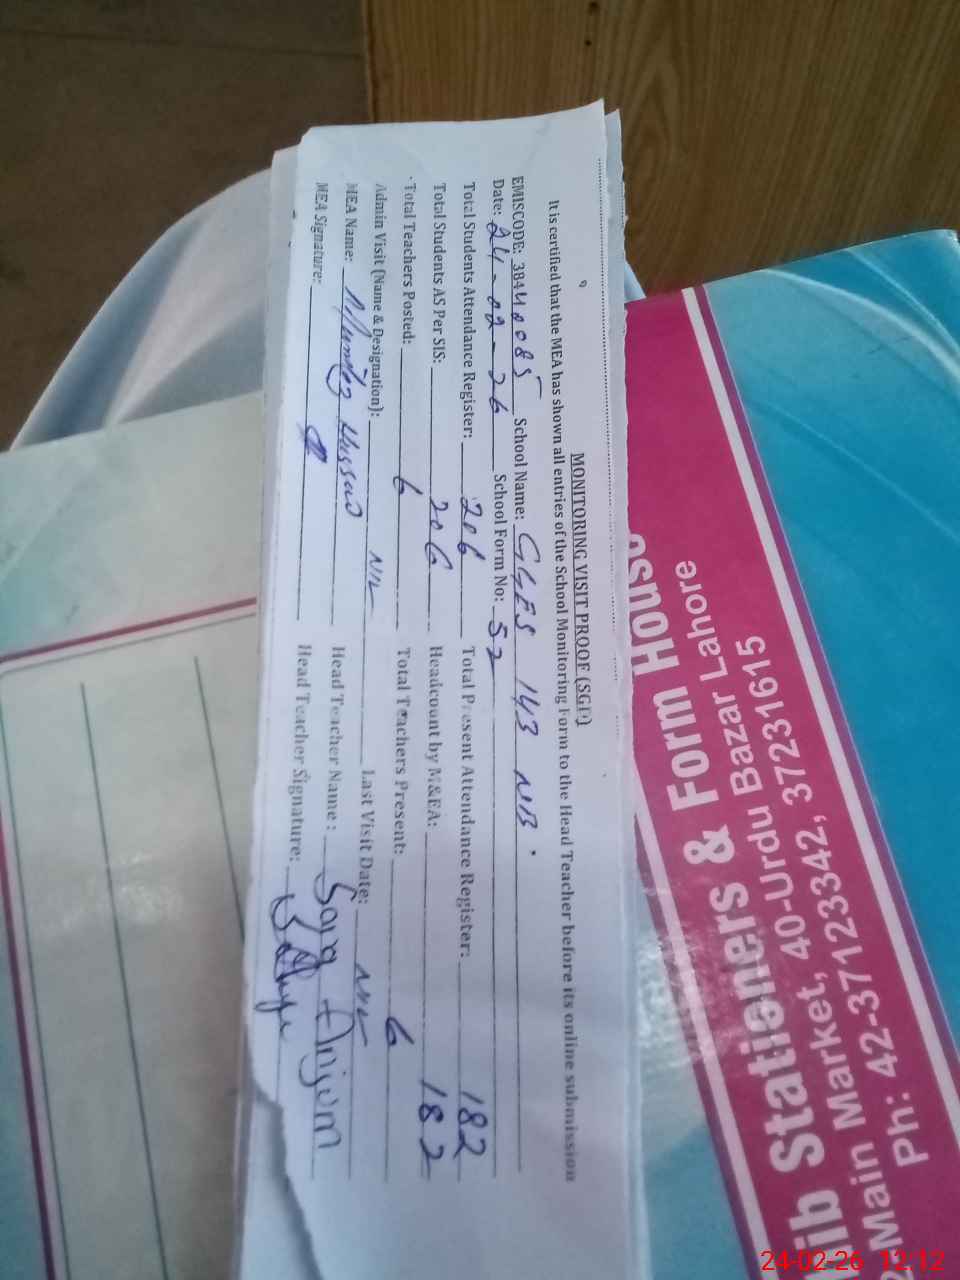 MONITORING VISIT PROOF (SGP)
It is certified that the MEA has shown all entries of the School Monitoring Form to the Head Teacher before its online submission
EMISCODE: 38440085 School Name: GGES 143 NB.
Date: 24-02-26 School Form No: 52
Total Students Attendance Register: 206 Total Present Attendance Register: 182
Total Students AS Per SIS: 206 Headcount by M&EA: 182
Total Teachers Posted: 6 Total Teachers Present: 6
Admin Visit (Name & Designation): NIL Last Visit Date: NIL
MEA Name: Hussain Head Teacher Name: Anjum
MEA Signature: Head Teacher Signature:
ib Stationers & Form House
Main Market, 40-Urdu Bazar Lahore
Ph: 42-37123342, 37231615
24-02-26 12:12